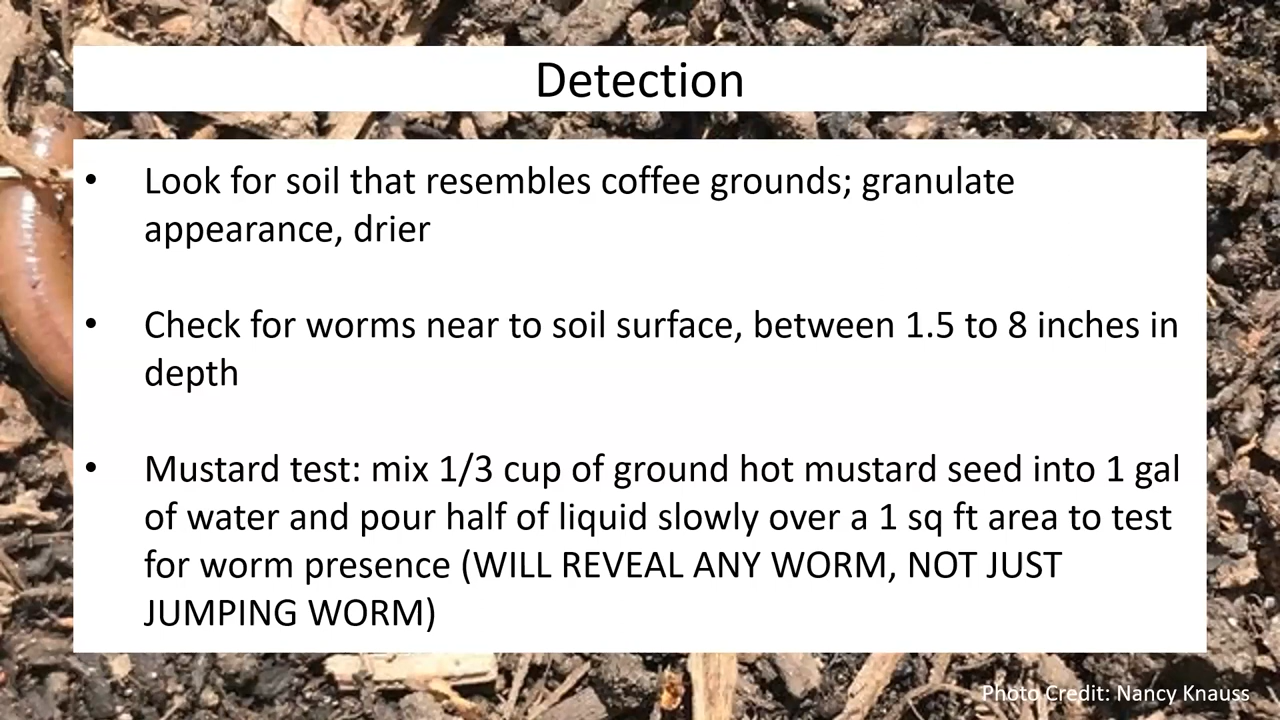 Detection
• Look for soil that resembles coffee grounds; granulate
appearance, drier
• Check for worms near to soil surface, between 1.5 to 8 inches in
depth
• Mustard test: mix 1/3 cup of ground hot mustard seed into 1 gal
of water and pour half of liquid slowly over a 1 sq ft area to test
for worm presence (WILL REVEAL ANY WORM, NOT JUST
JUMPING WORM)
Photo Credit: Nancy Knauss